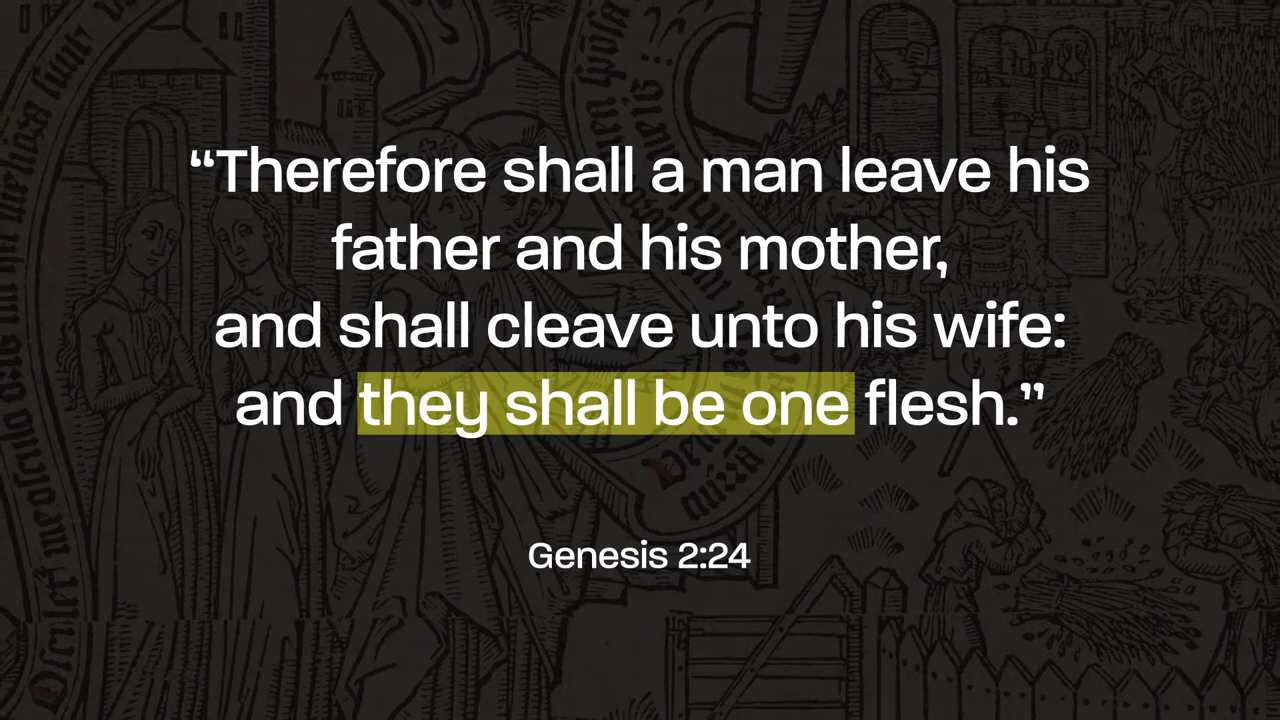 “Therefore shall a man leave his
father and his mother,
and shall cleave unto his wife:
and they shall be one flesh.”
Genesis 2:24